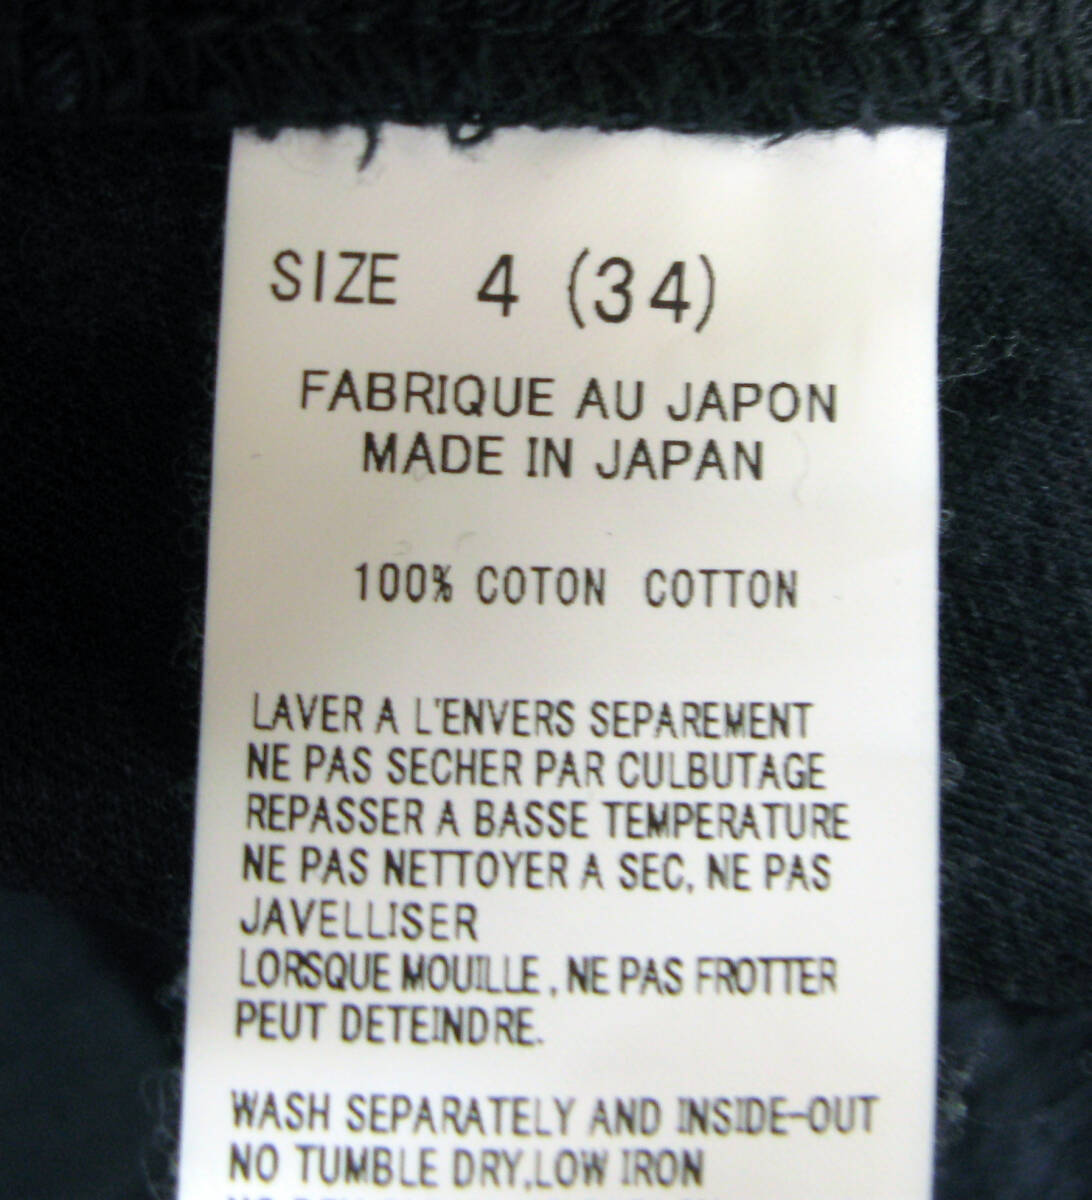 SIZE 4 (34)
FABRIQUE AU JAPON
MADE IN JAPAN
100% COTON COTTON
LAVER A L'ENVERS SEPAREMENT
NE PAS SECHER PAR CULBUTAGE
REPASSER A BASSE TEMPERATURE
NE PAS NETTOYER A SEC, NE PAS
JAVELLISER
LORSQUE MOUILLE, NE PAS FROTTER
PEUT DETEINDRE.
WASH SEPARATELY AND INSIDE-OUT
NO TUMBLE DRY,LOW IRON